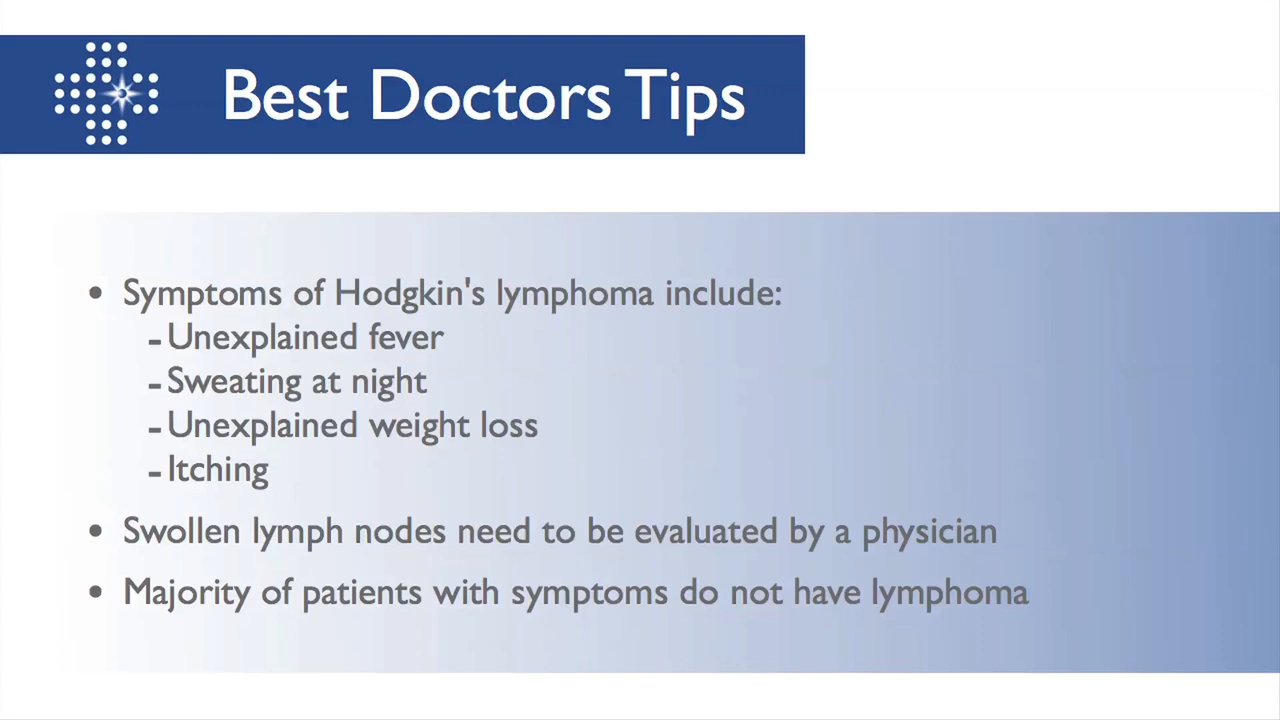 Best Doctors Tips
• Symptoms of Hodgkin's lymphoma include:
- Unexplained fever
- Sweating at night
- Unexplained weight loss
- Itching
• Swollen lymph nodes need to be evaluated by a physician
• Majority of patients with symptoms do not have lymphoma